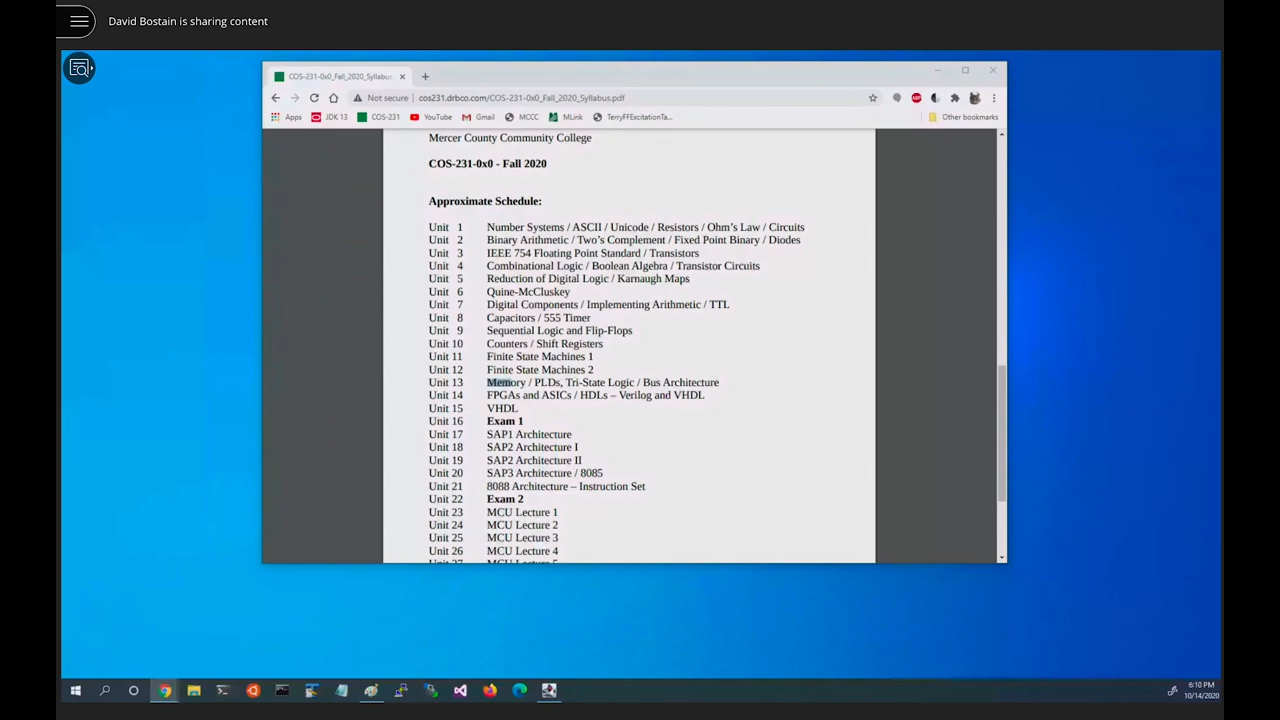 David Bostain is sharing content
COS-231-0x0_Fall_2020_Syllabus.
Not secure | cos231.drbco.com/COS-231-0x0_Fall_2020_Syllabus.pdf
Apps JDK 13 COS-231 YouTube Gmail MCCC MLink TerryFFExcitationTa... Other bookmarks
Mercer County Community College
COS-231-0x0 - Fall 2020
Approximate Schedule:
Unit 1 Number Systems / ASCII / Unicode / Resistors / Ohm's Law / Circuits
Unit 2 Binary Arithmetic / Two's Complement / Fixed Point Binary / Diodes
Unit 3 IEEE 754 Floating Point Standard / Transistors
Unit 4 Combinational Logic / Boolean Algebra / Transistor Circuits
Unit 5 Reduction of Digital Logic / Karnaugh Maps
Unit 6 Quine-McCluskey
Unit 7 Digital Components / Implementing Arithmetic / TTL
Unit 8 Capacitors / 555 Timer
Unit 9 Sequential Logic and Flip-Flops
Unit 10 Counters / Shift Registers
Unit 11 Finite State Machines 1
Unit 12 Finite State Machines 2
Unit 13 Memory / PLDs, Tri-State Logic / Bus Architecture
Unit 14 FPGAs and ASICs / HDLs – Verilog and VHDL
Unit 15 VHDL
Unit 16 Exam 1
Unit 17 SAP1 Architecture
Unit 18 SAP2 Architecture I
Unit 19 SAP2 Architecture II
Unit 20 SAP3 Architecture / 8085
Unit 21 8088 Architecture – Instruction Set
Unit 22 Exam 2
Unit 23 MCU Lecture 1
Unit 24 MCU Lecture 2
Unit 25 MCU Lecture 3
Unit 26 MCU Lecture 4
Unit 27 MCU Lecture 5
6:10 PM
10/14/2020